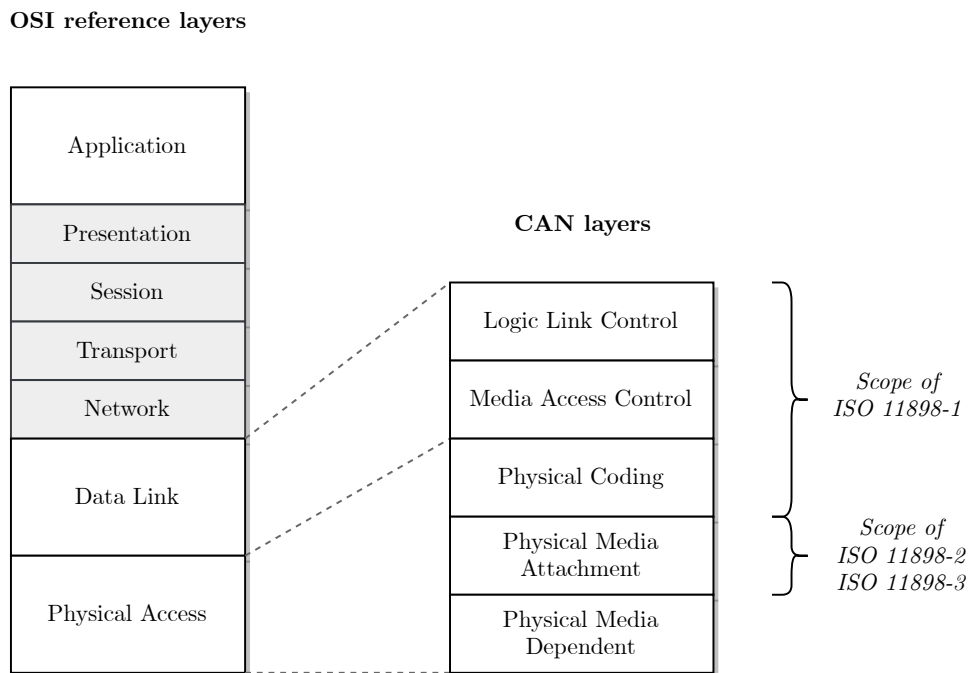 OSI reference layers
Application
Presentation
Session
Transport
Network
Data Link
Physical Access
CAN layers
Logic Link Control
Media Access Control
Physical Coding
Physical Media
Attachment
Physical Media
Dependent
Scope of
ISO 11898-1
Scope of
ISO 11898-2
ISO 11898-3